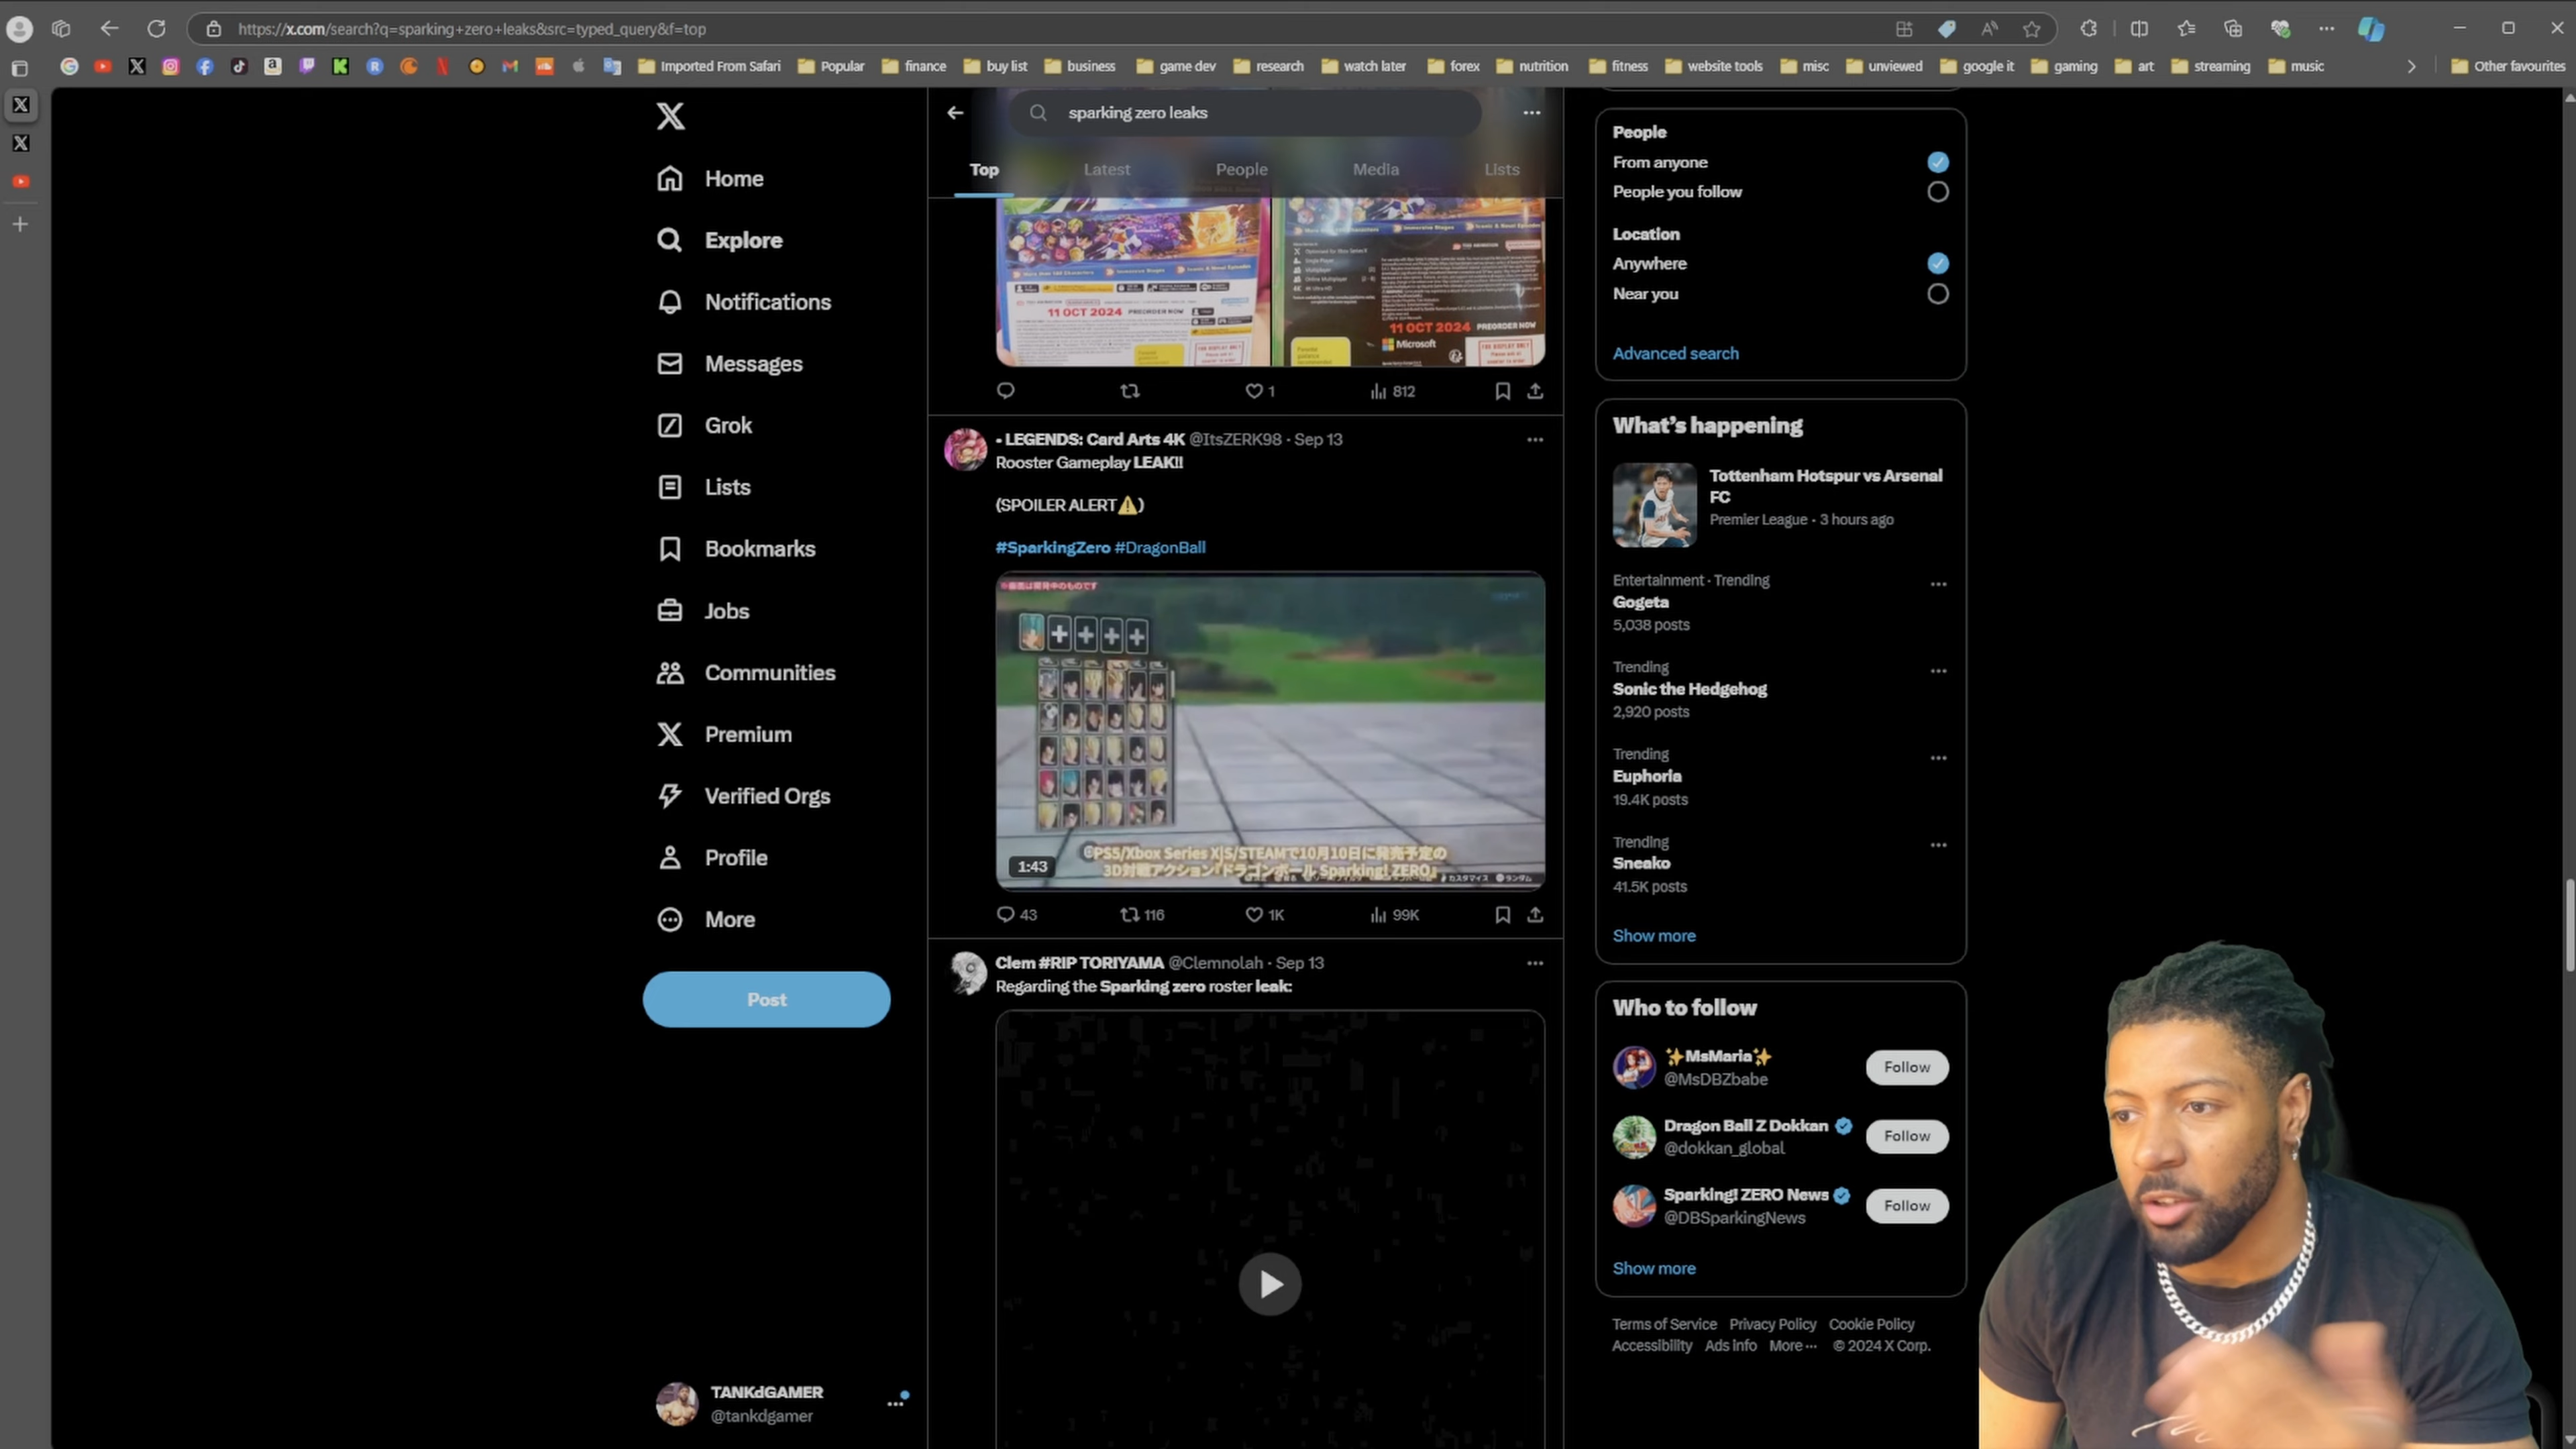 https://x.com/search?q=sparking+zero+leaks&src=typed_query&f=top
Imported From Safari
Popular
finance
buy list
business
game dev
research
watch later
forex
nutrition
fitness
website tools
misc
unviewed
google it
gaming
art
streaming
music
Other favourites
Home
Explore
Notifications
Messages
Grok
Lists
Bookmarks
Jobs
Communities
Premium
Verified Orgs
Profile
More
Post
TANKdGAMER
@tankdgamer
sparking zero leaks
Top
Latest
People
Media
Lists
11 OCT 2024 PREORDER NOW
11 OCT 2024 PREORDER NOW
Microsoft
1
812
- LEGENDS: Card Arts 4K @ItsZERK98 · Sep 13
Rooster Gameplay LEAK!!
(SPOILER ALERT⚠️)
#SparkingZero #DragonBall
PS5/Xbox Series X|S/STEAMで10月10日に発売予定の
3D対戦アクション『ドラゴンボール Sparking! ZERO』
1:43
43
116
1K
99K
Clem #RIP TORIYAMA @Clemnolah · Sep 13
Regarding the Sparking zero roster leak:
People
From anyone
People you follow
Location
Anywhere
Near you
Advanced search
What's happening
Tottenham Hotspur vs Arsenal
FC
Premier League · 3 hours ago
Entertainment · Trending
Gogeta
5,038 posts
Trending
Sonic the Hedgehog
2,920 posts
Trending
Euphoria
19.4K posts
Trending
Sneako
41.5K posts
Show more
Who to follow
✨MsMaria✨
@MsDBZbabe
Follow
Dragon Ball Z Dokkan
@dokkan_global
Follow
Sparking! ZERO News
@DBSparkingNews
Follow
Show more
Terms of Service Privacy Policy Cookie Policy
Accessibility Ads info More ··· © 2024 X Corp.